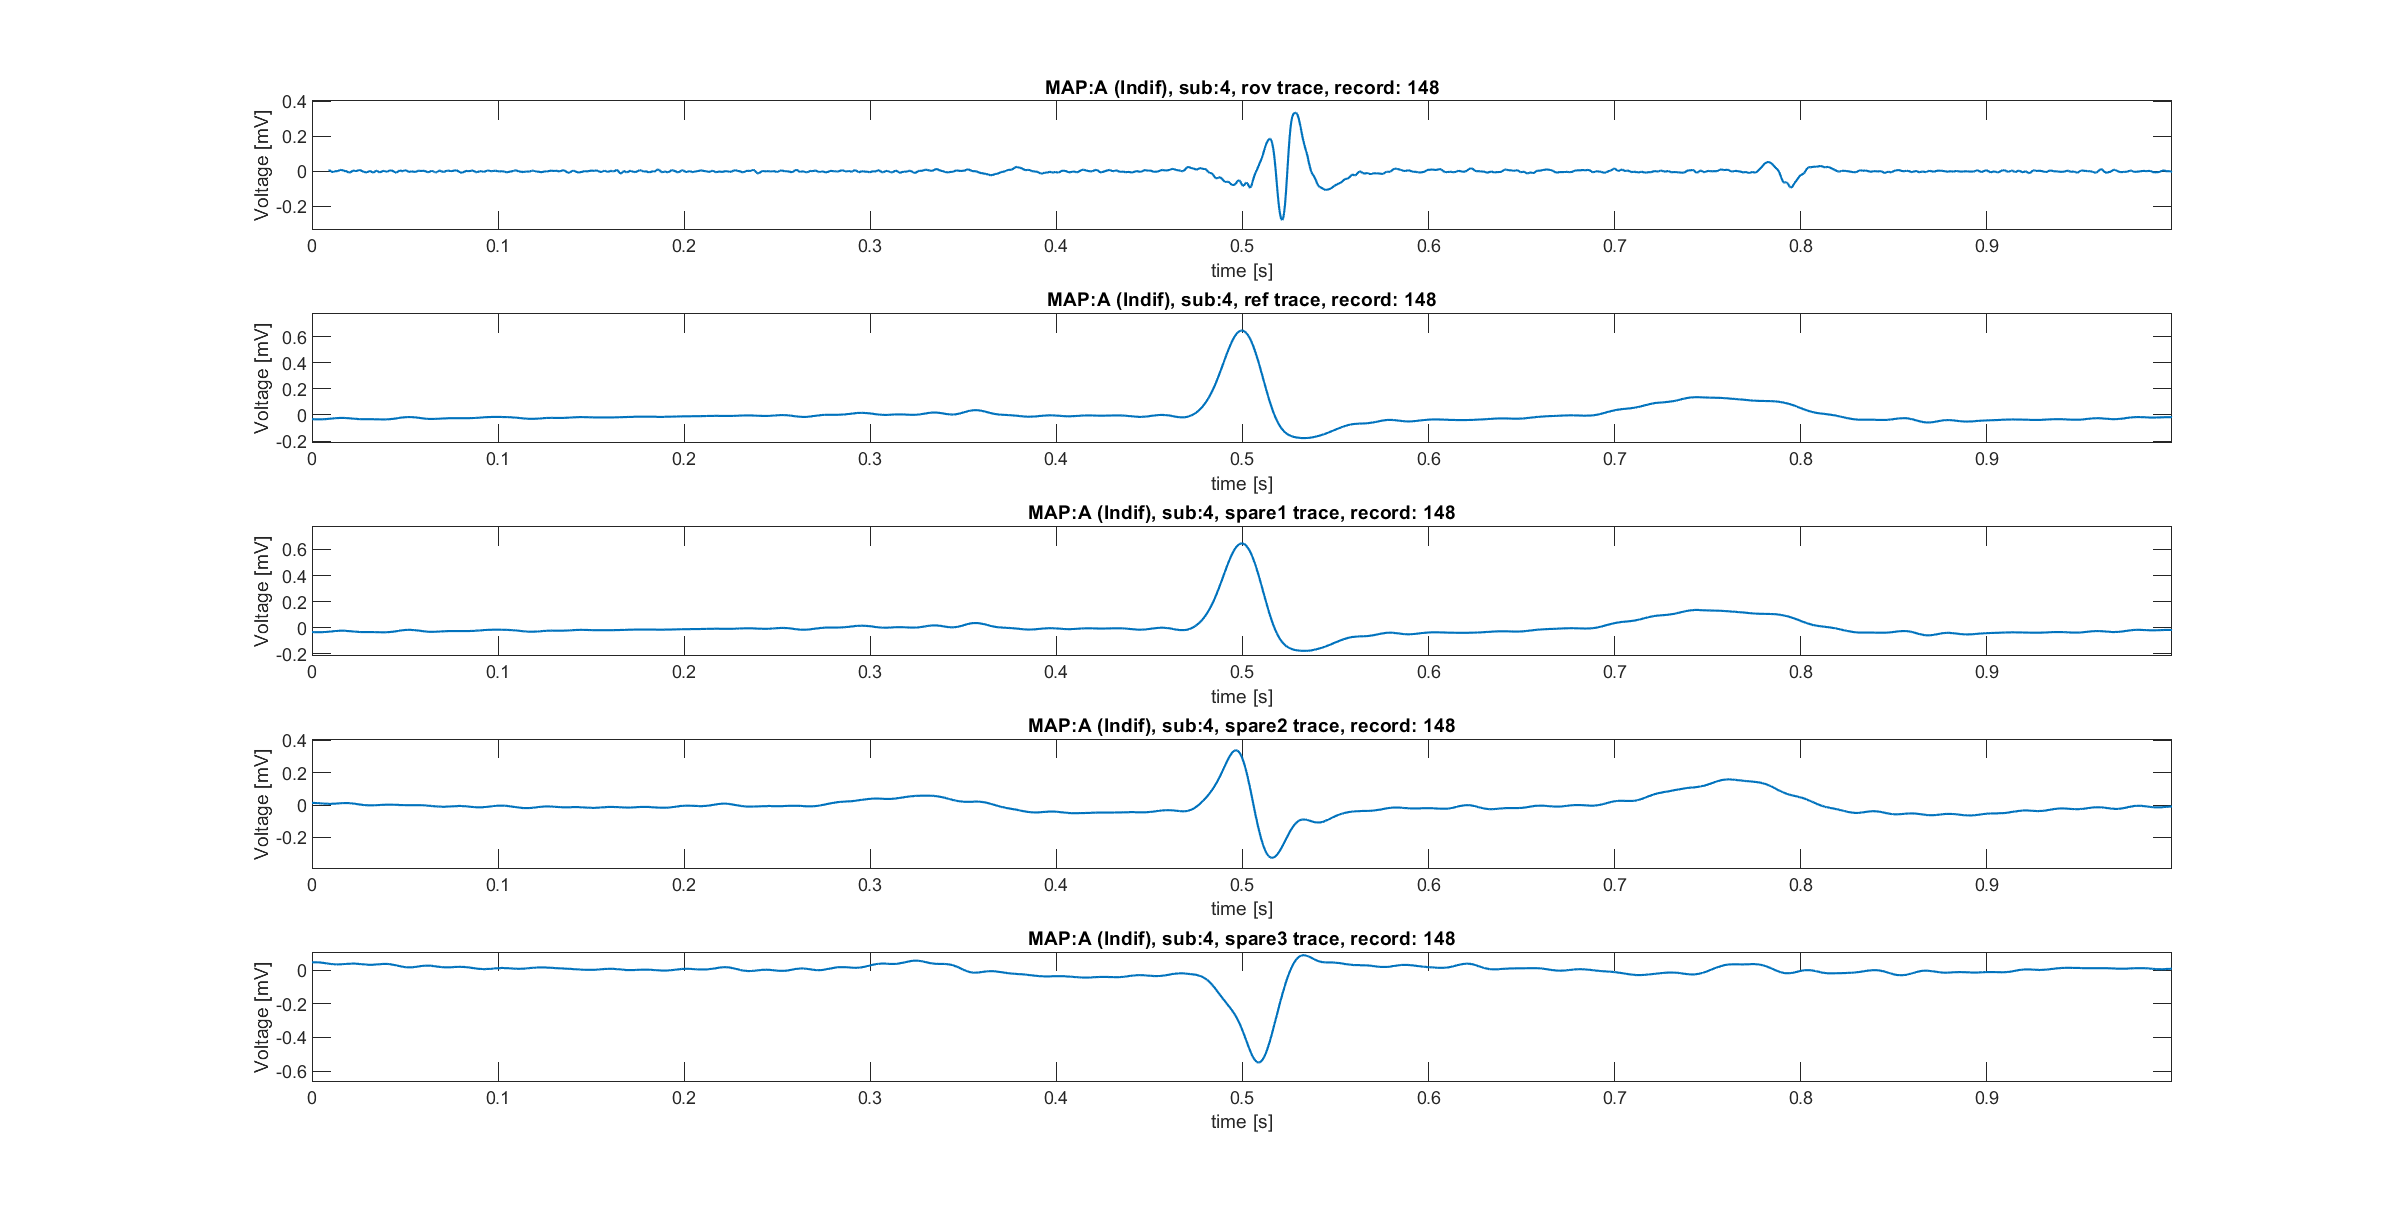 MAP:A (Indif), sub:4, rov trace, record: 148
Voltage [mV]
0.4
0.2
0
-0.2
0 0.1 0.2 0.3 0.4 0.5 0.6 0.7 0.8 0.9
time [s]
MAP:A (Indif), sub:4, ref trace, record: 148
Voltage [mV]
0.6
0.4
0.2
0
-0.2
0 0.1 0.2 0.3 0.4 0.5 0.6 0.7 0.8 0.9
time [s]
MAP:A (Indif), sub:4, spare1 trace, record: 148
Voltage [mV]
0.6
0.4
0.2
0
-0.2
0 0.1 0.2 0.3 0.4 0.5 0.6 0.7 0.8 0.9
time [s]
MAP:A (Indif), sub:4, spare2 trace, record: 148
Voltage [mV]
0.4
0.2
0
-0.2
0 0.1 0.2 0.3 0.4 0.5 0.6 0.7 0.8 0.9
time [s]
MAP:A (Indif), sub:4, spare3 trace, record: 148
Voltage [mV]
0
-0.2
-0.4
-0.6
0 0.1 0.2 0.3 0.4 0.5 0.6 0.7 0.8 0.9
time [s]